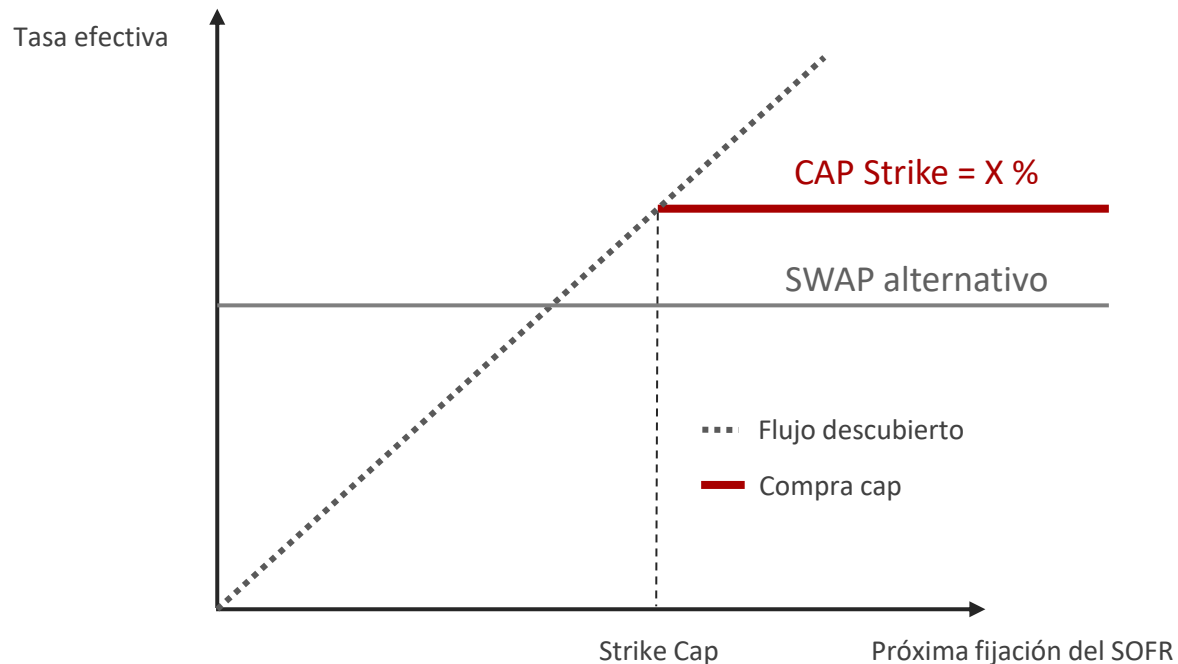 Tasa efectiva
CAP Strike = X %
SWAP alternativo
Flujo descubierto
Compra cap
Strike Cap
Próxima fijación del SOFR